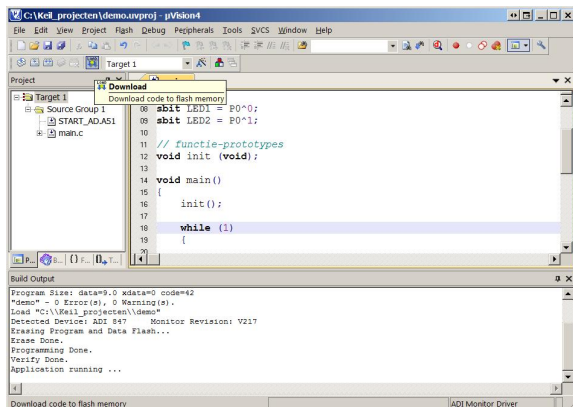 C:\Keil_projecten\demo.uvproj - µVision4
File Edit View Project Flash Debug Peripherals Tools SVCS Window Help
Target 1
Project
Download
Download code to flash memory
Target 1
Source Group 1
START_AD.A51
main.c
08 sbit LED1 = P0^0;
09 sbit LED2 = P0^1;
10
11 // functie-prototypes
12 void init (void);
13
14 void main()
15 {
16 init();
17
18 while (1)
19 {
20
P... B... {} F... 0 T...
Build Output
Program Size: data=9.0 xdata=0 code=42
"demo" - 0 Error(s), 0 Warning(s).
Load "C:\\Keil_projecten\\demo"
Detected Device: ADI 847 Monitor Revision: V217
Erasing Program and Data Flash...
Erase Done.
Programming Done.
Verify Done.
Application running ...
Download code to flash memory
ADI Monitor Driver